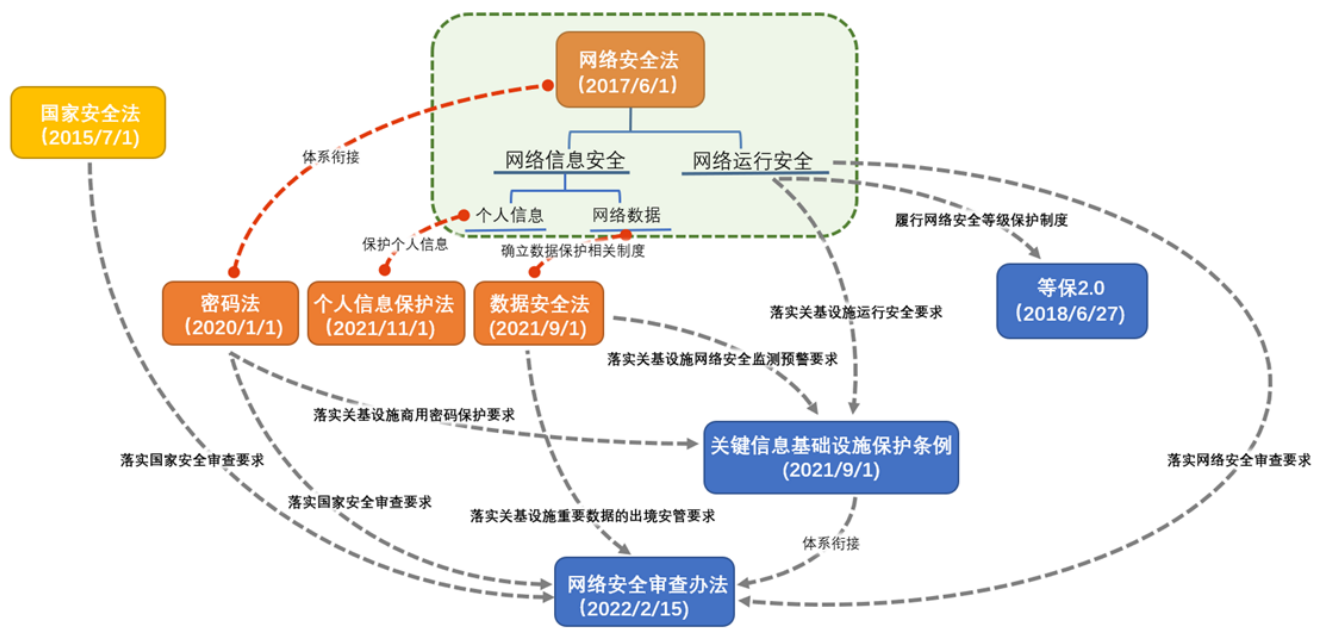 网络安全法
（2017/6/1）
国家安全法
（2015/7/1）
体系衔接
网络信息安全
网络运行安全
个人信息
网络数据
履行网络安全等级保护制度
保护个人信息
确立数据保护相关制度
密码法
（2020/1/1）
个人信息保护法
（2021/11/1）
数据安全法
（2021/9/1）
等保2.0
（2018/6/27）
落实关基设施运行安全要求
落实关基设施网络安全监测预警要求
落实关基设施商用密码保护要求
关键信息基础设施保护条例
（2021/9/1）
落实国家安全审查要求
落实网络安全审查要求
落实国家安全审查要求
落实关基设施重要数据的出境安管要求
体系衔接
网络安全审查办法
（2022/2/15）